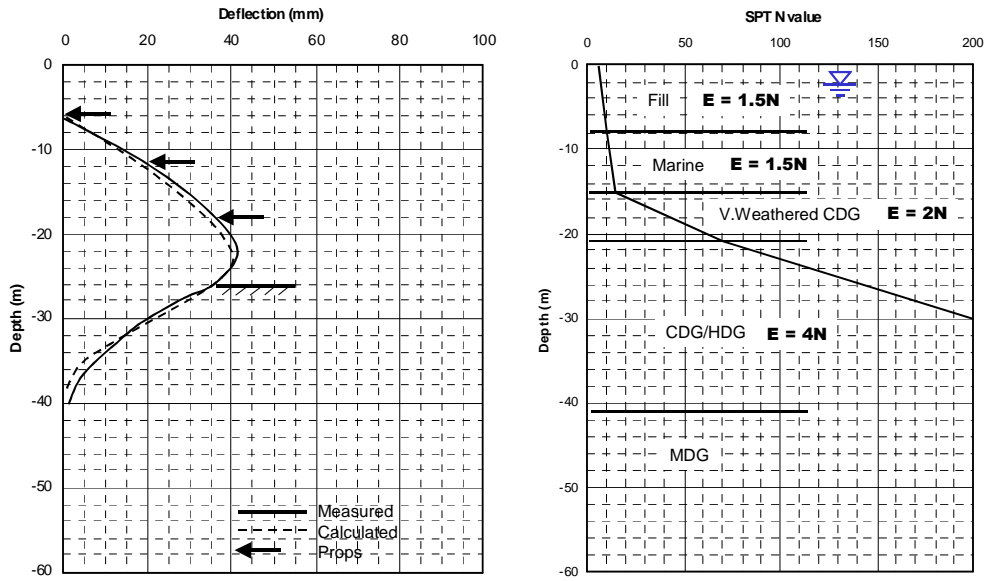 Deflection (mm)
0 20 40 60 80 100
0
-10
-20
-30
-40
-50
-60
Depth (m)
Measured
Calculated
Props
SPT N value
0 50 100 150 200
0
-10
-20
-30
-40
-50
-60
Depth (m)
Fill E = 1.5N
Marine E = 1.5N
V.Weathered CDG E = 2N
CDG/HDG E = 4N
MDG